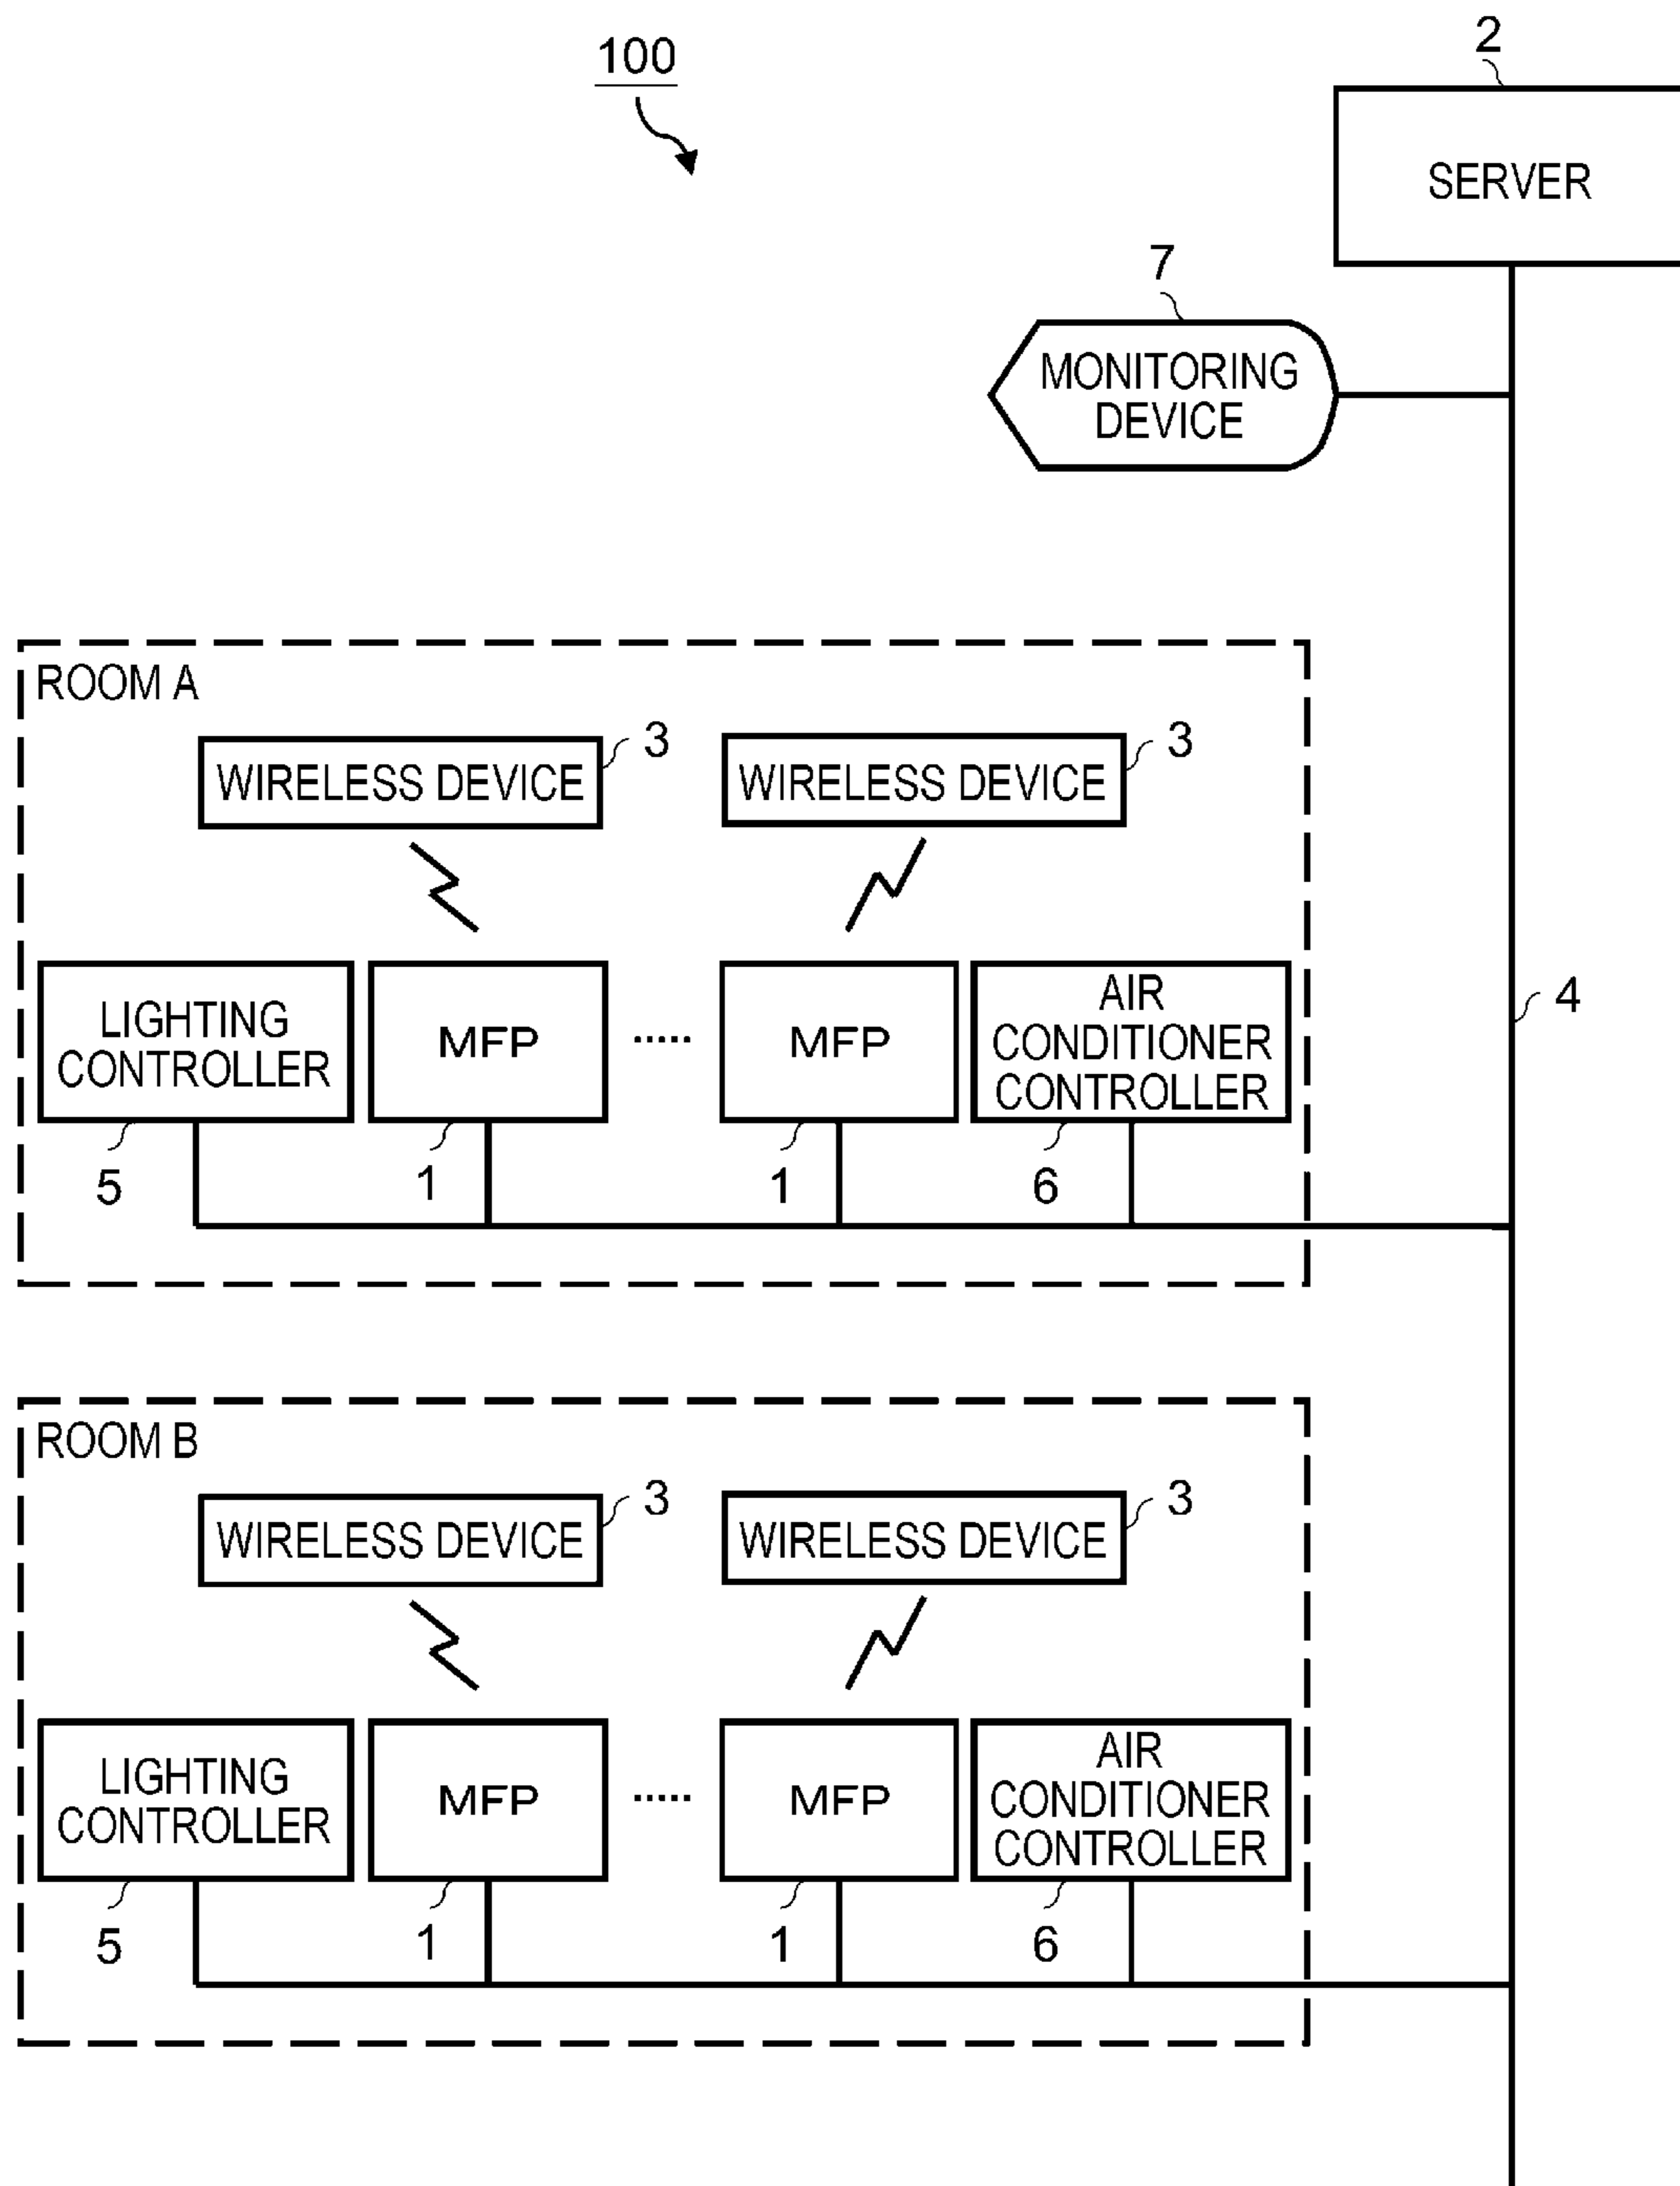 100
2
SERVER
7
MONITORING
DEVICE
4
ROOM A
3
WIRELESS DEVICE
3
WIRELESS DEVICE
LIGHTING
CONTROLLER
MFP
.....
MFP
AIR
CONDITIONER
CONTROLLER
5
1
1
6
ROOM B
3
WIRELESS DEVICE
3
WIRELESS DEVICE
LIGHTING
CONTROLLER
MFP
.....
MFP
AIR
CONDITIONER
CONTROLLER
5
1
1
6